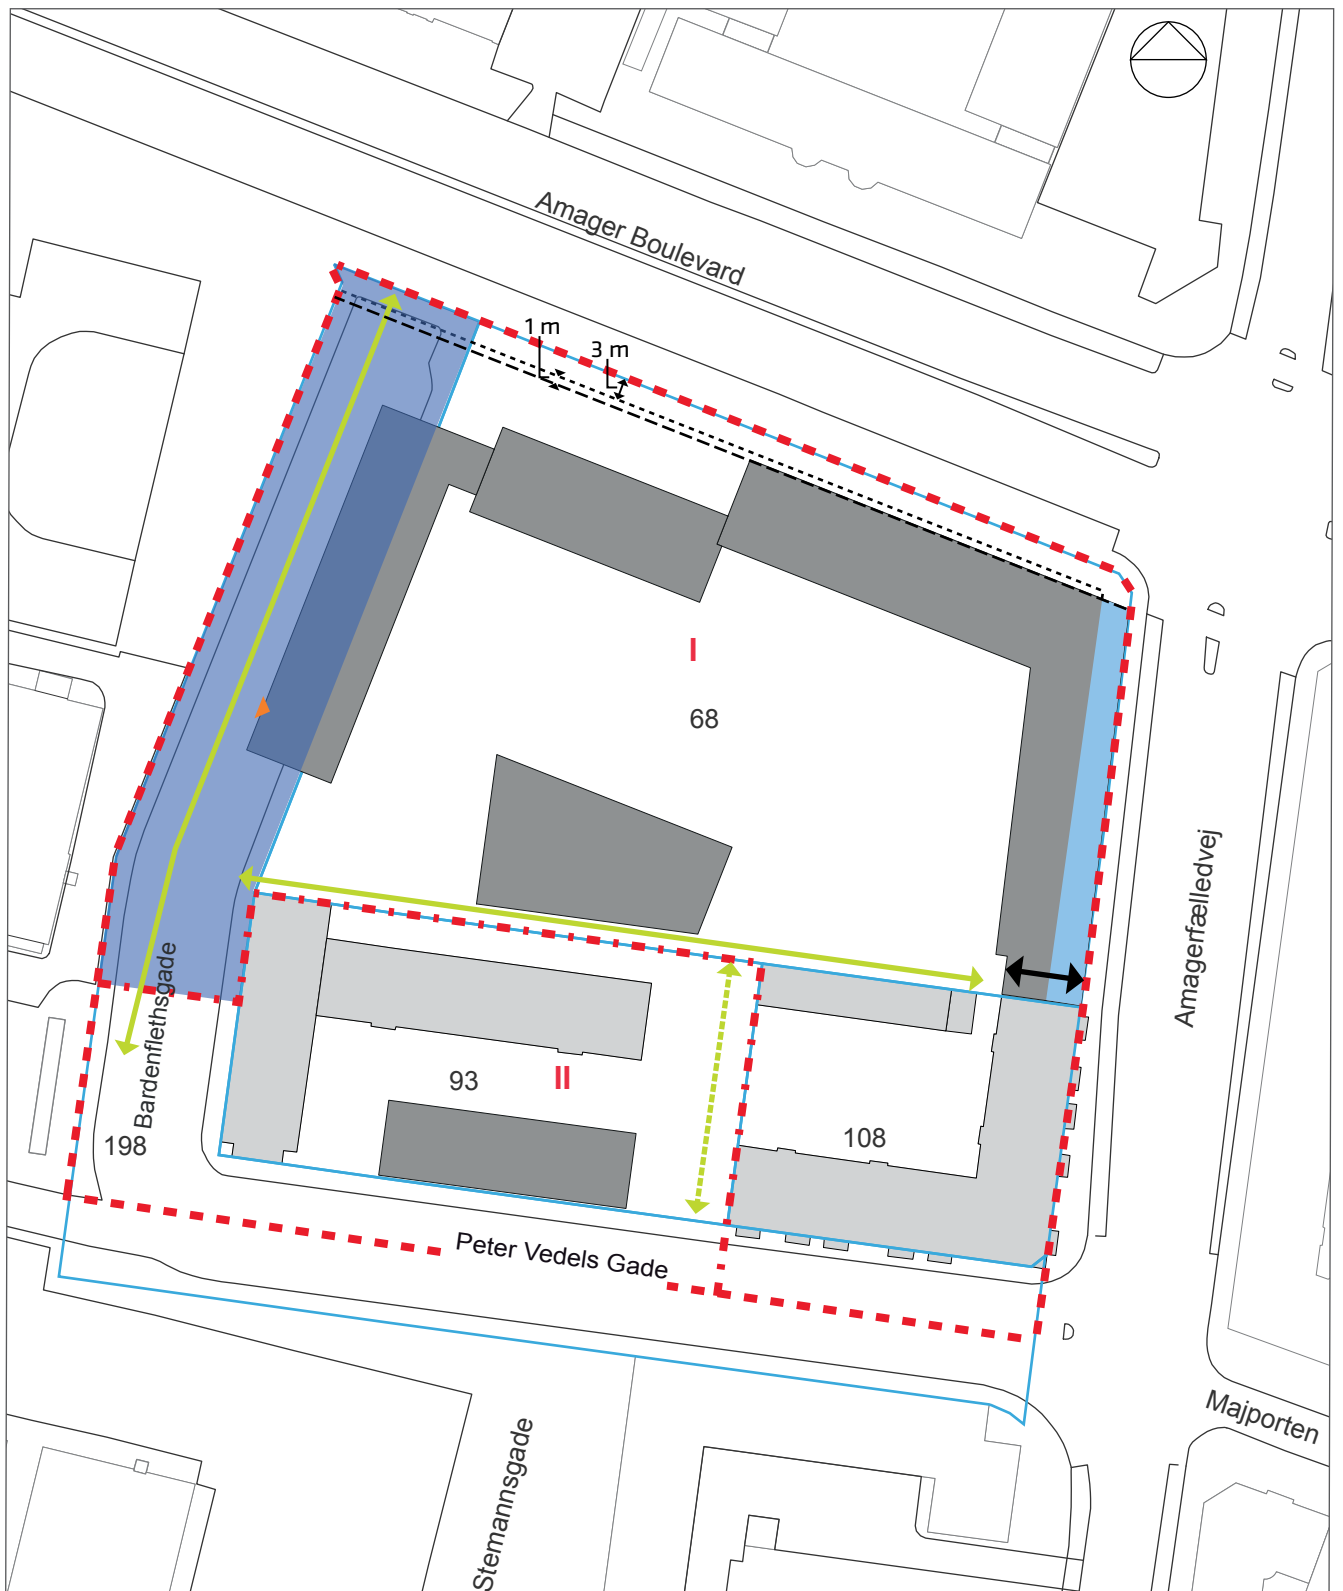 Amager Boulevard
1 m
3 m
I
68
Amagerfælledvej
Bardenflethsgade
93
II
108
198
Peter Vedels Gade
Majporten
Stemannsgade